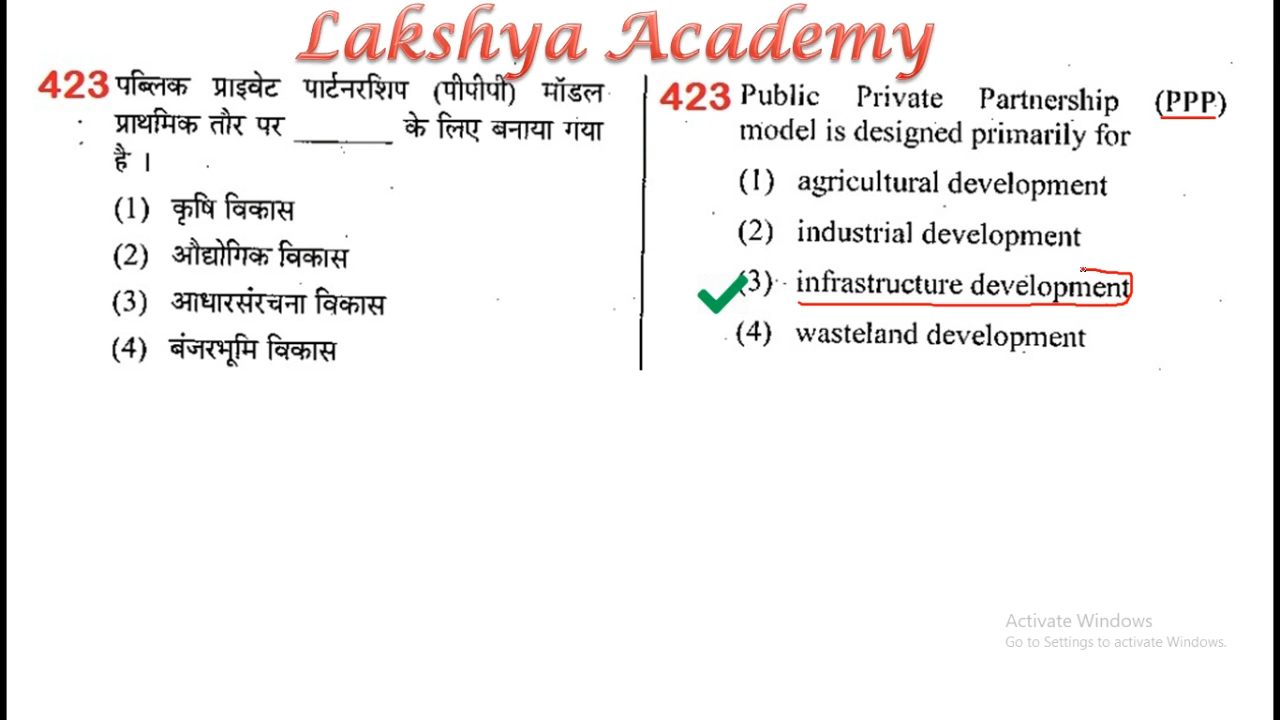 Lakshya Academy
423 पब्लिक प्राइवेट पार्टनरशिप (पीपीपी) मॉडल
प्राथमिक तौर पर ________ के लिए बनाया गया
है ।
(1) कृषि विकास
(2) औद्योगिक विकास
(3) आधारसंरचना विकास
(4) बंजरभूमि विकास
423 Public Private Partnership (PPP)
model is designed primarily for
(1) agricultural development
(2) industrial development
(3) infrastructure development
(4) wasteland development
Activate Windows
Go to Settings to activate Windows.